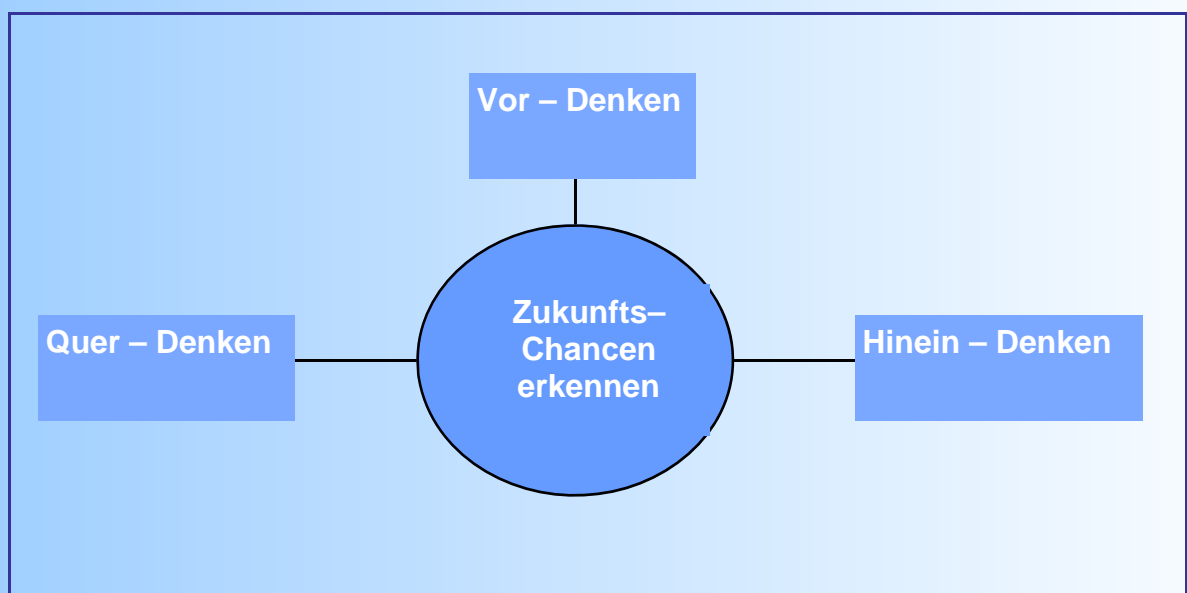 Vor – Denken
Zukunfts–
Chancen
erkennen
Quer – Denken
Hinein – Denken